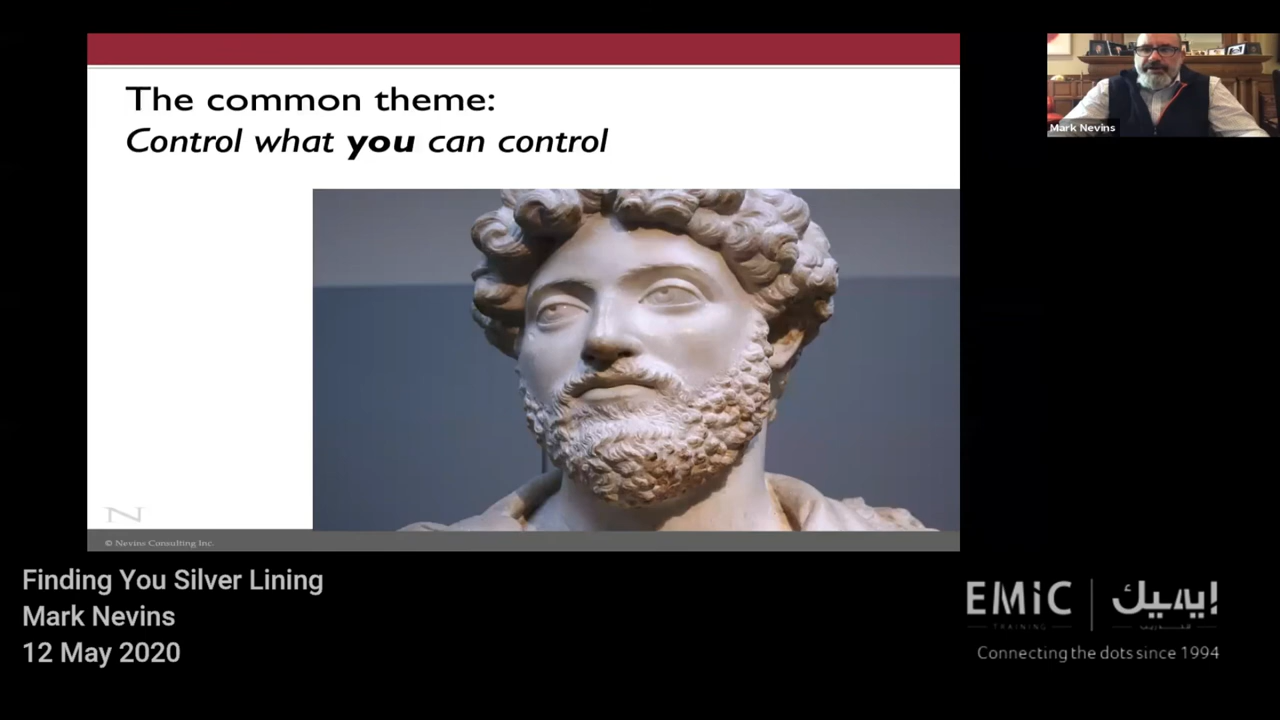 The common theme:
Control what you can control
Mark Nevins
N
© Nevins Consulting Inc.
Finding You Silver Lining
Mark Nevins
12 May 2020
EMiC | إيميك
TRAINING
Connecting the dots since 1994